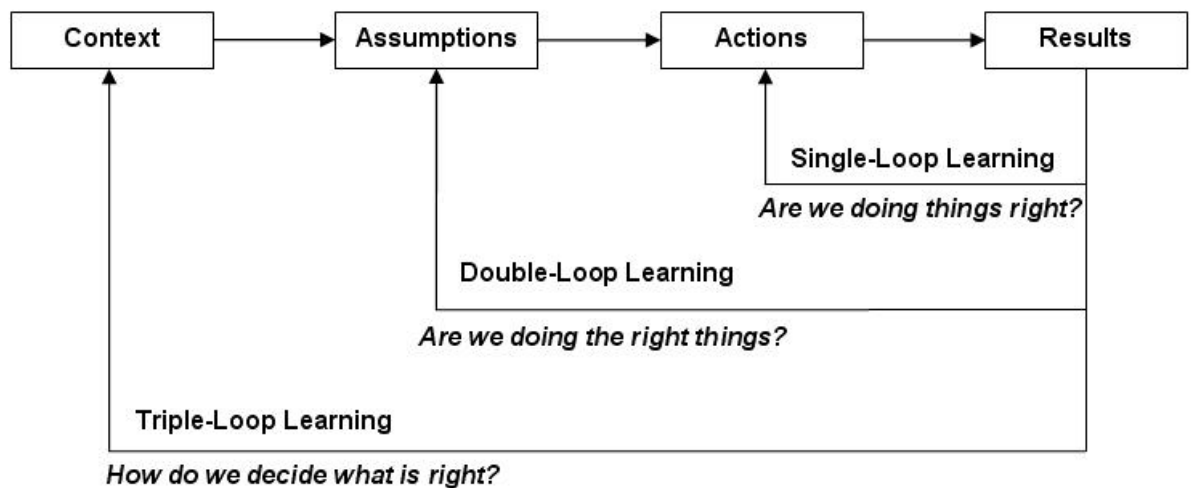 Context
Assumptions
Actions
Results
Single-Loop Learning
Are we doing things right?
Double-Loop Learning
Are we doing the right things?
Triple-Loop Learning
How do we decide what is right?